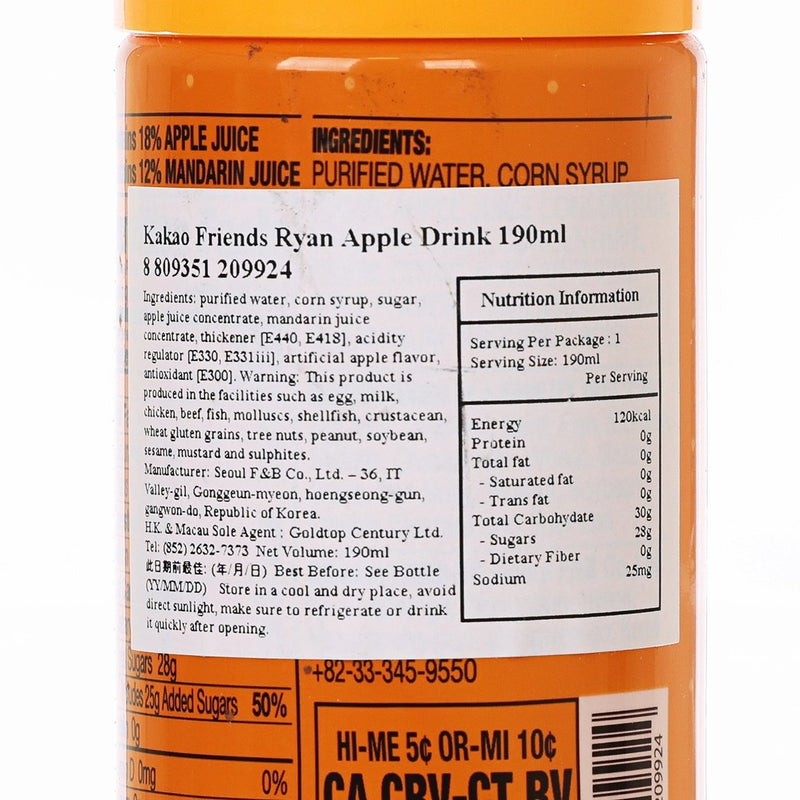 18% APPLE JUICE
12% MANDARIN JUICE
INGREDIENTS:
PURIFIED WATER, CORN SYRUP
Kakao Friends Ryan Apple Drink 190ml
8 809351 209924
Ingredients: purified water, corn syrup, sugar,
apple juice concentrate, mandarin juice
concentrate, thickener [E440, E418], acidity
regulator [E330, E331iii], artificial apple flavor,
antioxidant [E300]. Warning: This product is
produced in the facilities such as egg, milk,
chicken, beef, fish, molluscs, shellfish, crustacean,
wheat gluten grains, tree nuts, peanut, soybean,
sesame, mustard and sulphites.
Manufacturer: Seoul F&B Co., Ltd. – 36, IT
Valley-gil, Gonggeun-myeon, hoengseong-gun,
gangwon-do, Republic of Korea.
H.K. & Macau Sole Agent : Goldtop Century Ltd.
Tel: (852) 2632-7373 Net Volume: 190ml
此日期前最佳: (年/月/日) Best Before: See Bottle
(YY/MM/DD) Store in a cool and dry place, avoid
direct sunlight, make sure to refrigerate or drink
it quickly after opening.
Nutrition Information
Serving Per Package : 1
Serving Size: 190ml
Per Serving
Energy 120kcal
Protein 0g
Total fat 0g
- Saturated fat 0g
- Trans fat 0g
Total Carbohydate 30g
- Sugars 28g
- Dietary Fiber 0g
Sodium 25mg
Sugars 28g
25g Added Sugars 50%
0g
D 0mg 0%
+82-33-345-9550
HI-ME 5¢ OR-MI 10¢
CA CRV-CT RV
09924